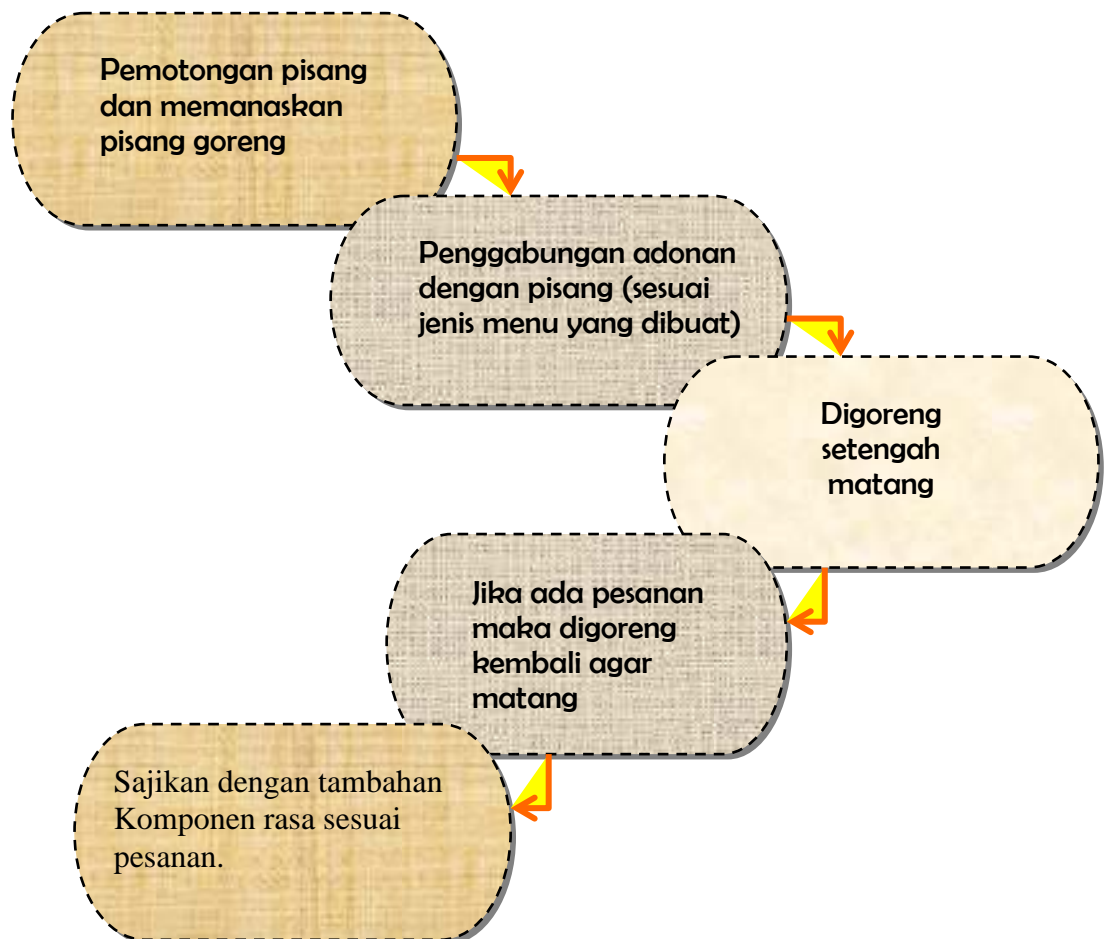 Pemotongan pisang
dan memanaskan
pisang goreng
Penggabungan adonan
dengan pisang (sesuai
jenis menu yang dibuat)
Digoreng
setengah
matang
Jika ada pesanan
maka digoreng
kembali agar
matang
Sajikan dengan tambahan
Komponen rasa sesuai
pesanan.